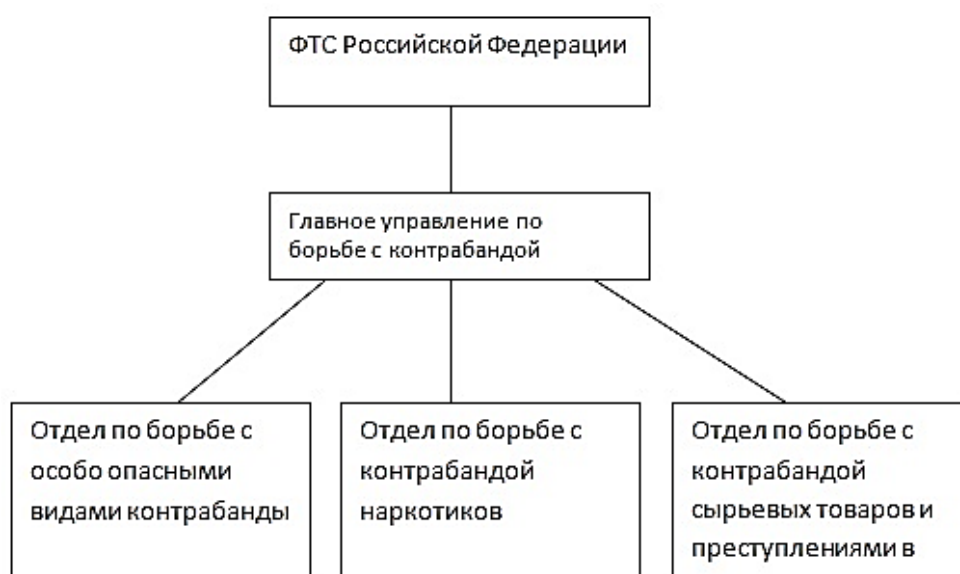 ФТС Российской Федерации
Главное управление по
борьбе с контрабандой
Отдел по борьбе с
особо опасными
видами контрабанды
Отдел по борьбе с
контрабандой
наркотиков
Отдел по борьбе с
контрабандой
сырьевых товаров и
преступлениями в